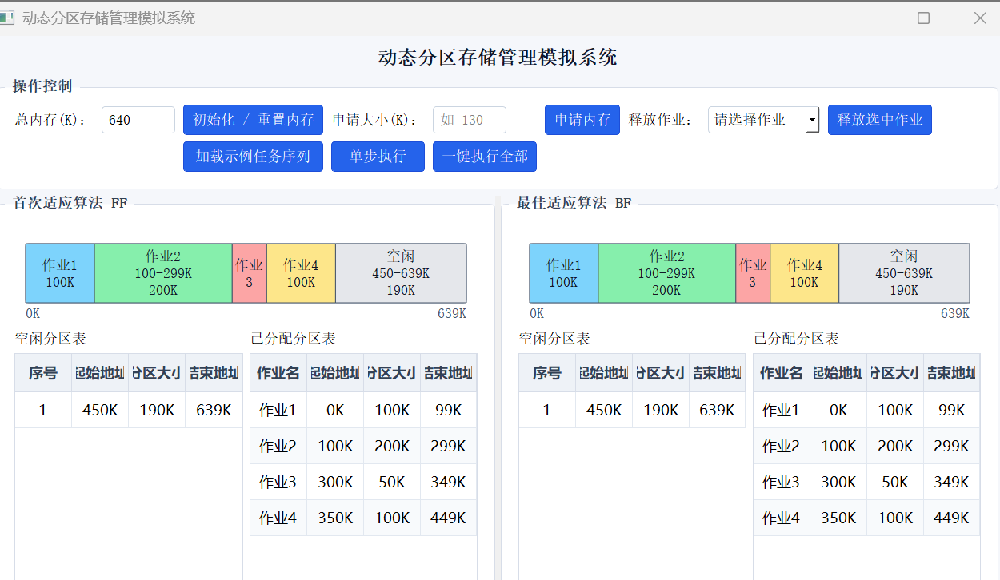 动态分区存储管理模拟系统
动态分区存储管理模拟系统
操作控制
总内存(K): 640 初始化 / 重置内存 申请大小(K): 如 130 申请内存 释放作业: 请选择作业 释放选中作业
加载示例任务序列 单步执行 一键执行全部
首次适应算法 FF
作业1
100K
作业2
100-299K
200K
作业
3
作业4
100K
空闲
450-639K
190K
0K 639K
空闲分区表
序号 起始地址 分区大小 结束地址
1 450K 190K 639K
已分配分区表
作业名 起始地址 分区大小 结束地址
作业1 0K 100K 99K
作业2 100K 200K 299K
作业3 300K 50K 349K
作业4 350K 100K 449K
最佳适应算法 BF
作业1
100K
作业2
100-299K
200K
作业
3
作业4
100K
空闲
450-639K
190K
0K 639K
空闲分区表
序号 起始地址 分区大小 结束地址
1 450K 190K 639K
已分配分区表
作业名 起始地址 分区大小 结束地址
作业1 0K 100K 99K
作业2 100K 200K 299K
作业3 300K 50K 349K
作业4 350K 100K 449K